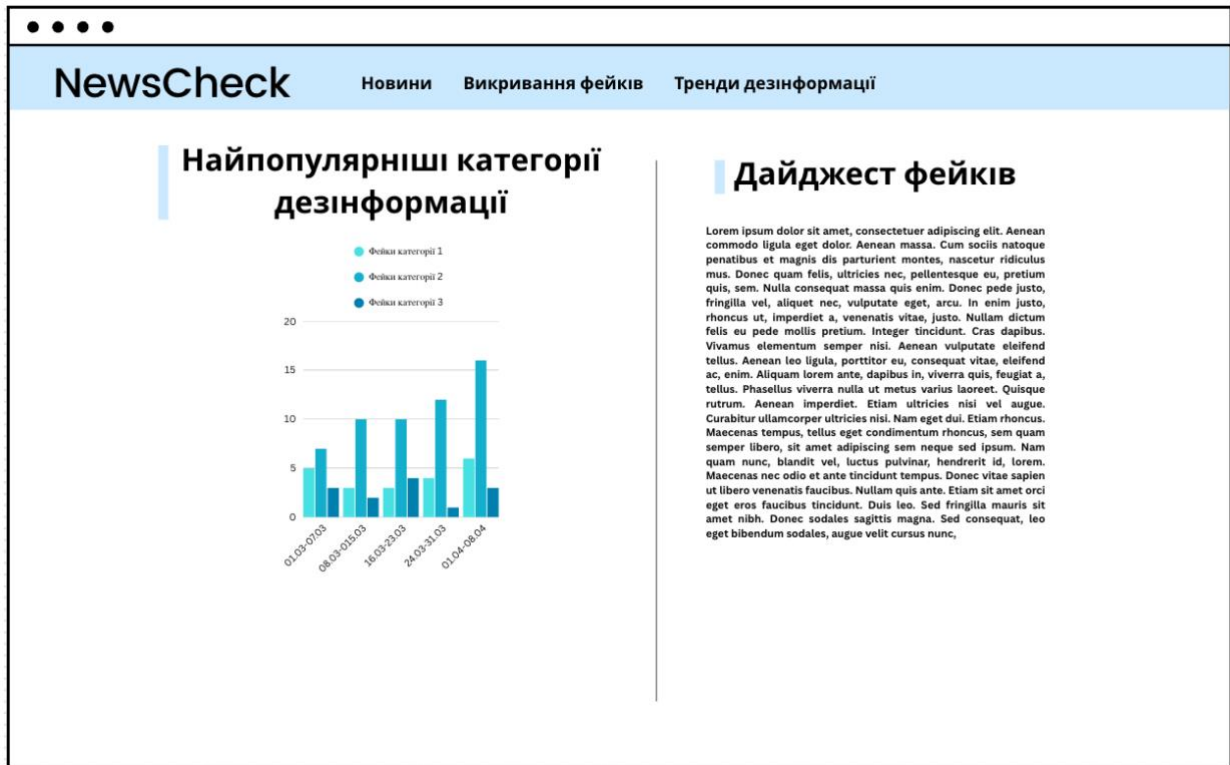 NewsCheck
Новини
Викривання фейків
Тренди дезінформації
Найпопулярніші категорії
дезінформації
Фейки категорії 1
Фейки категорії 2
Фейки категорії 3
20
15
10
5
0
01.03-07.03
08.03-015.03
16.03-23.03
24.03-31.03
01.04-08.04
Дайджест фейків
Lorem ipsum dolor sit amet, consectetuer adipiscing elit. Aenean
commodo ligula eget dolor. Aenean massa. Cum sociis natoque
penatibus et magnis dis parturient montes, nascetur ridiculus
mus. Donec quam felis, ultricies nec, pellentesque eu, pretium
quis, sem. Nulla consequat massa quis enim. Donec pede justo,
fringilla vel, aliquet nec, vulputate eget, arcu. In enim justo,
rhoncus ut, imperdiet a, venenatis vitae, justo. Nullam dictum
felis eu pede mollis pretium. Integer tincidunt. Cras dapibus.
Vivamus elementum semper nisi. Aenean vulputate eleifend
tellus. Aenean leo ligula, porttitor eu, consequat vitae, eleifend
ac, enim. Aliquam lorem ante, dapibus in, viverra quis, feugiat a,
tellus. Phasellus viverra nulla ut metus varius laoreet. Quisque
rutrum. Aenean imperdiet. Etiam ultricies nisi vel augue.
Curabitur ullamcorper ultricies nisi. Nam eget dui. Etiam rhoncus.
Maecenas tempus, tellus eget condimentum rhoncus, sem quam
semper libero, sit amet adipiscing sem neque sed ipsum. Nam
quam nunc, blandit vel, luctus pulvinar, hendrerit id, lorem.
Maecenas nec odio et ante tincidunt tempus. Donec vitae sapien
ut libero venenatis faucibus. Nullam quis ante. Etiam sit amet orci
eget eros faucibus tincidunt. Duis leo. Sed fringilla mauris sit
amet nibh. Donec sodales sagittis magna. Sed consequat, leo
eget bibendum sodales, augue velit cursus nunc,